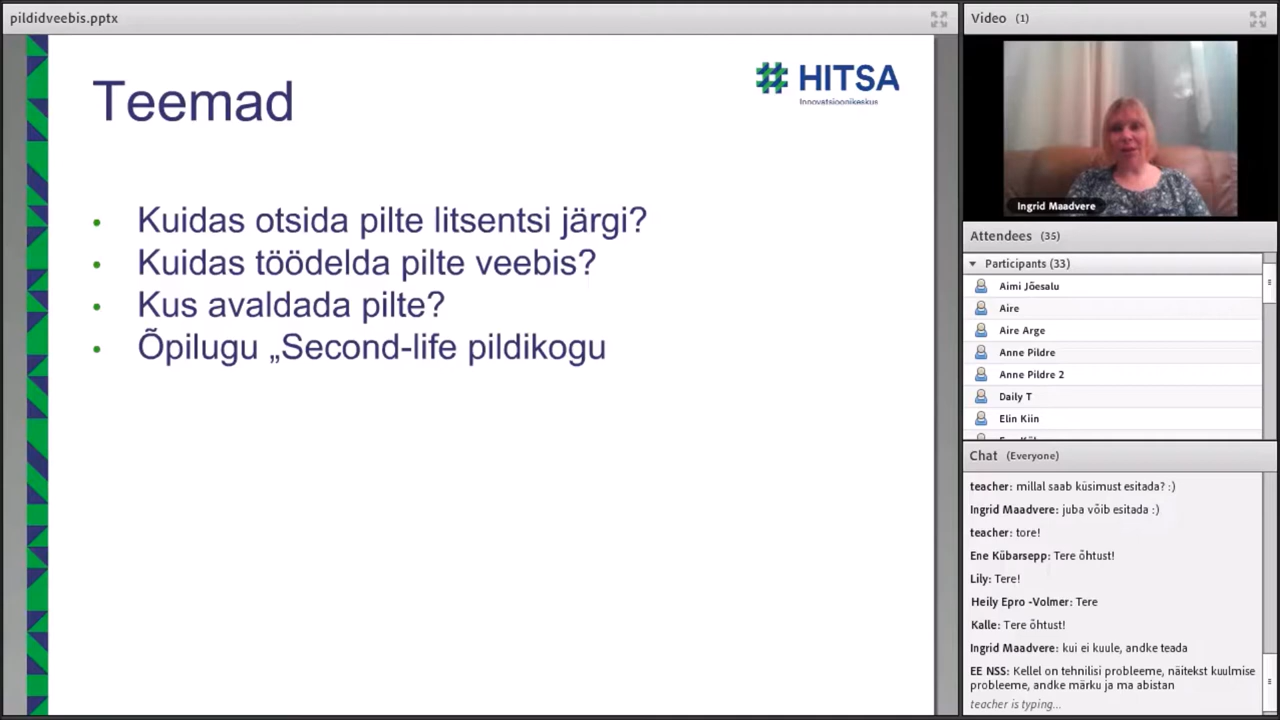 pildidveebis.pptx
Teemad
HITSA
Innovatsioonikeskus
• Kuidas otsida pilte litsentsi järgi?
• Kuidas töödelda pilte veebis?
• Kus avaldada pilte?
• Õpilugu „Second-life pildikogu
Video (1)
Ingrid Maadvere
Attendees (35)
Participants (33)
Aimi Jõesalu
Aire
Aire Arge
Anne Pildre
Anne Pildre 2
Daily T
Elin Kiin
Chat (Everyone)
teacher: millal saab küsimust esitada? :)
Ingrid Maadvere: juba võib esitada :)
teacher: tore!
Ene Kübarsepp: Tere õhtust!
Lily: Tere!
Heily Epro -Volmer: Tere
Kalle: Tere õhtust!
Ingrid Maadvere: kui ei kuule, andke teada
EE NSS: Kellel on tehnilisi probleeme, näitekst kuulmise
probleeme, andke märku ja ma abistan
teacher is typing...